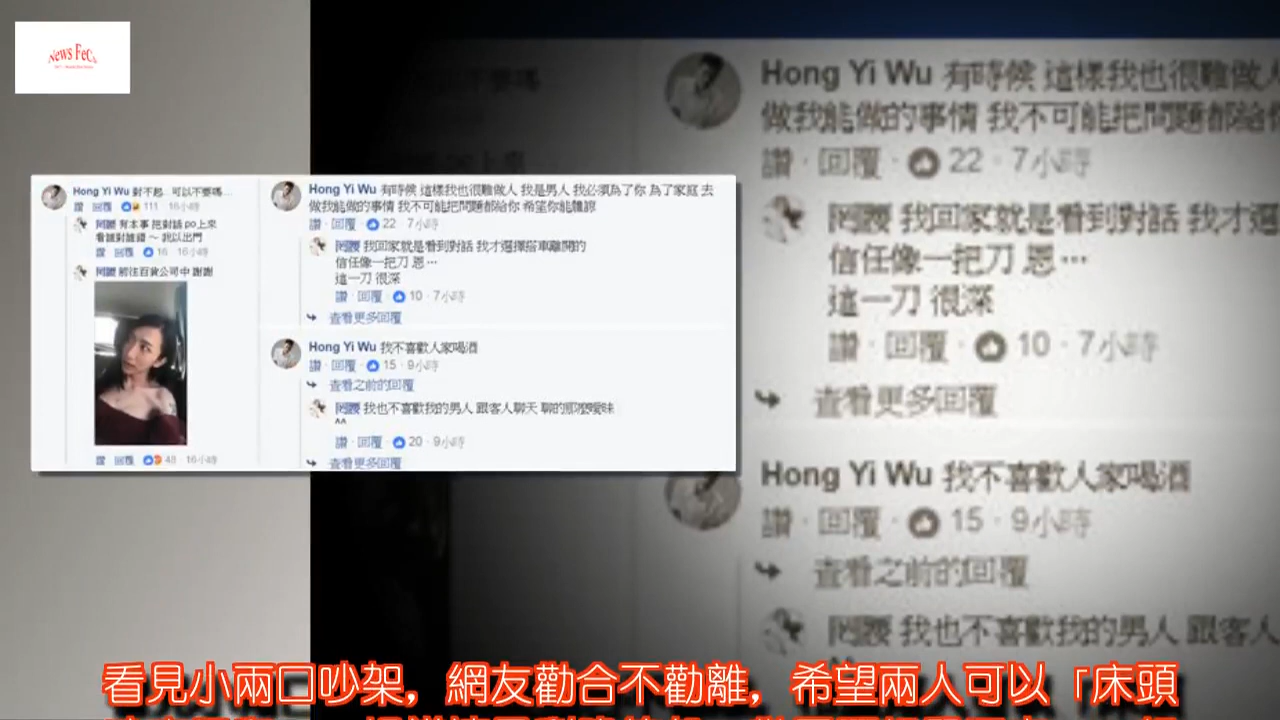 Hong Yi Wu 有時候 這樣我也很難做人
做我能做的事情 我不可能把問題都給你
讚 · 回覆 · 22 · 7小時
罔腰 我回家就是看到對話 我才選
信任像一把刀 恩…
這一刀 很深
讚 · 回覆 · 10 · 7小時
查看更多回覆
Hong Yi Wu 我不喜歡人家喝酒
讚 · 回覆 · 15 · 9小時
查看之前的回覆
罔腰 我也不喜歡我的男人 跟客人
Hong Yi Wu 對不起...可以不要嗎...
讚 回覆 111 · 16小時
罔腰 有本事 把對話 po上來
看誰對誰錯～ 我以出門
讚 回覆 16 · 16小時
罔腰 前往百貨公司中 謝謝
讚 回覆 48 · 16小時
Hong Yi Wu 有時候 這樣我也很難做人 我是男人 我必須為了你 為了家庭 去
做我能做的事情 我不可能把問題都給你 希望你能體諒
讚 · 回覆 · 22 · 7小時
罔腰 我回家就是看到對話 我才選擇搭車離開的
信任像一把刀 恩…
這一刀 很深
讚 · 回覆 · 10 · 7小時
查看更多回覆
Hong Yi Wu 我不喜歡人家喝酒
讚 · 回覆 · 15 · 9小時
查看之前的回覆
罔腰 我也不喜歡我的男人 跟客人聊天 聊的那麼曖昧
^^
讚 · 回覆 · 20 · 9小時
查看更多回覆
看見小兩口吵架，網友勸合不勸離，希望兩人可以「床頭